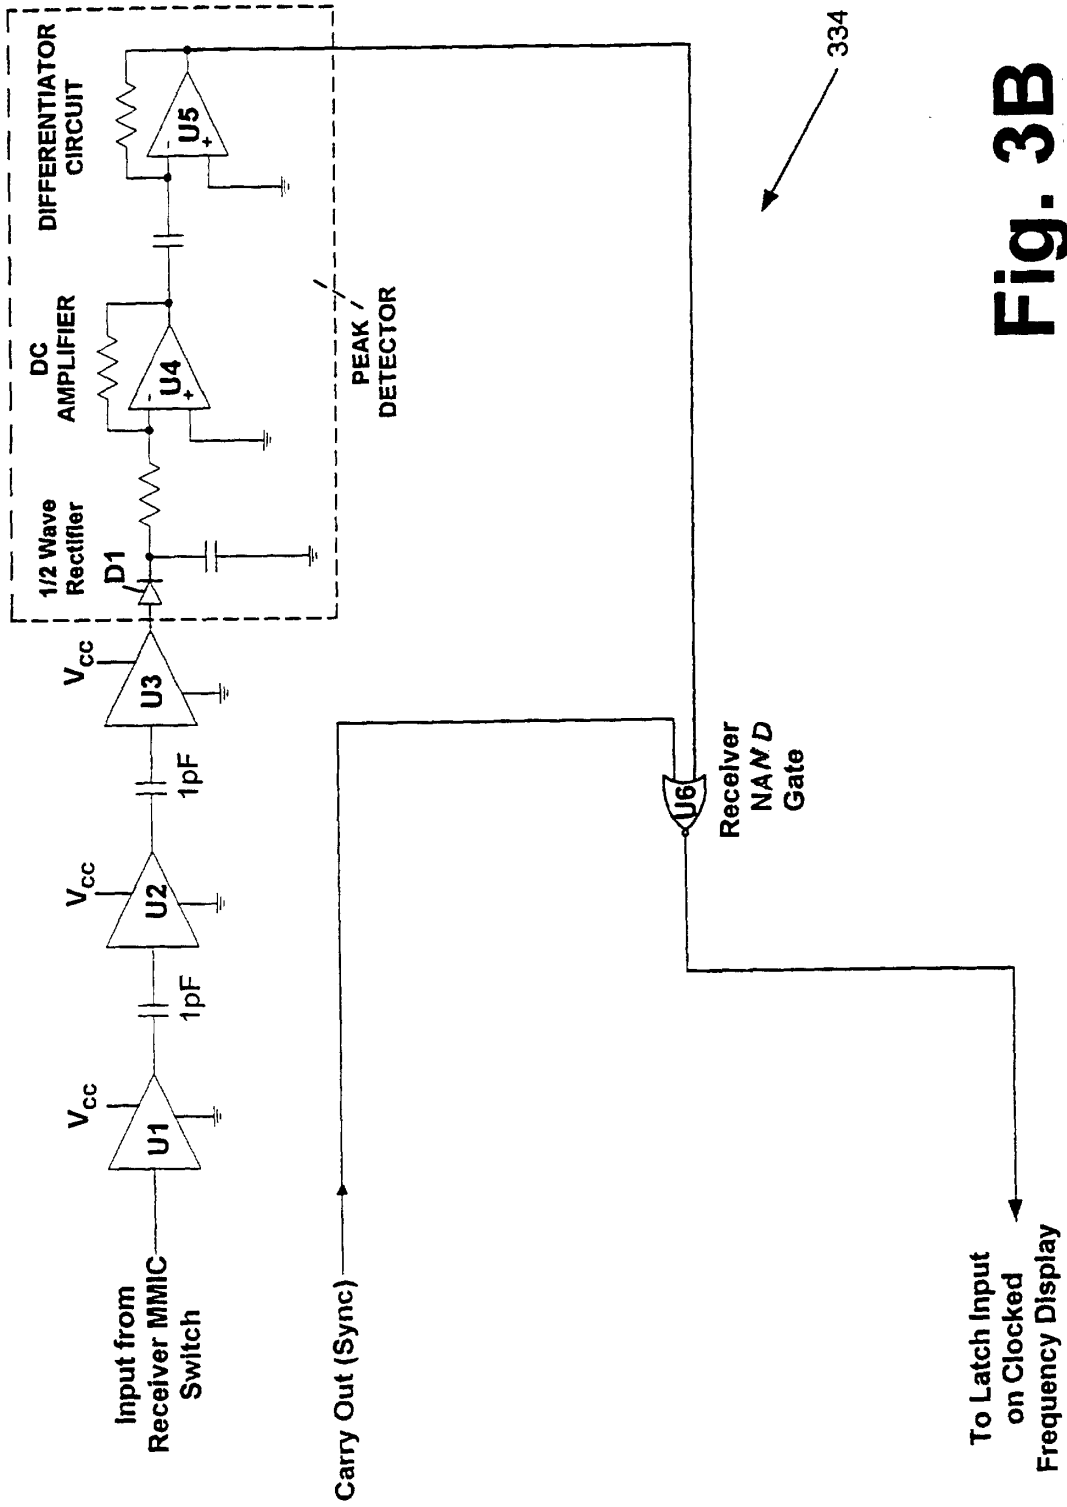 DIFFERENTIATOR
CIRCUIT
DC
AMPLIFIER
1/2 Wave
Rectifier
D1
-
+
U4
-
+
U5
PEAK
DETECTOR
Vcc
U1
1pF
Vcc
U2
1pF
Vcc
U3
Input from
Receiver MMIC
Switch
Carry Out (Sync)
U6
Receiver
NAND
Gate
To Latch Input
on Clocked
Frequency Display
334
Fig. 3B